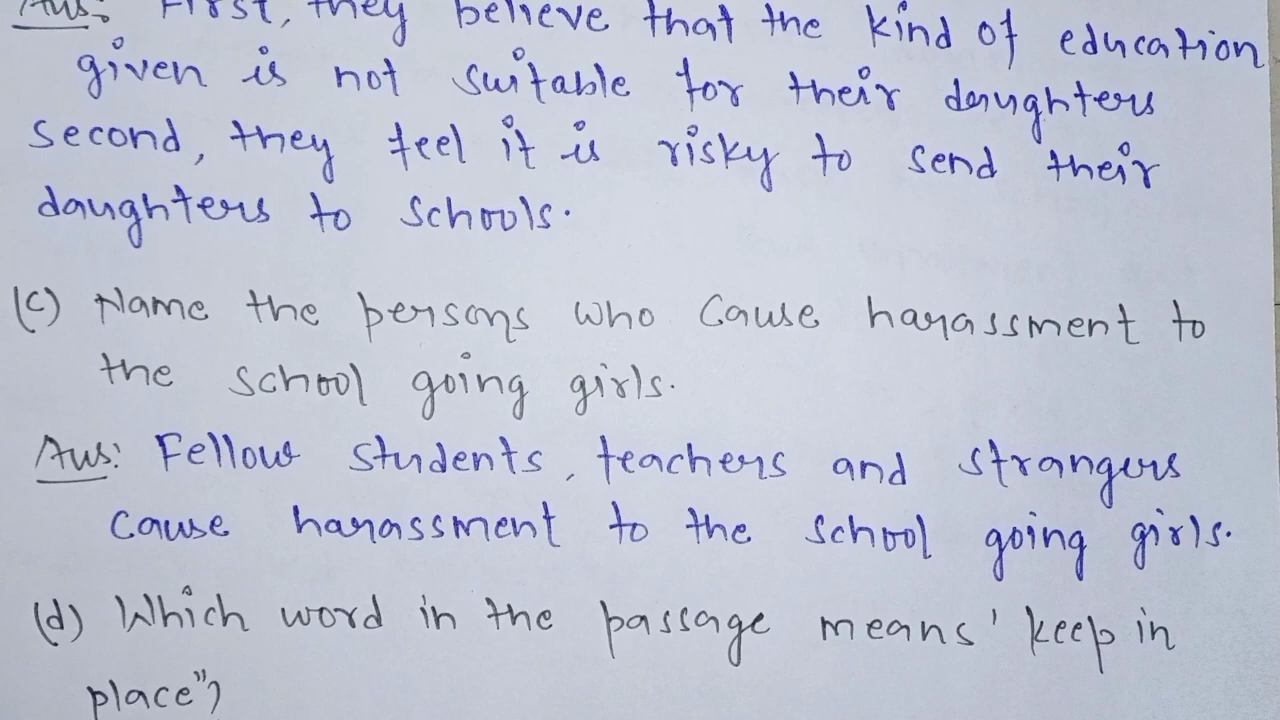 Ans: First, they believe that the kind of education
given is not suitable for their daughters
second, they feel it is risky to send their
daughters to schools.
(c) Name the persons who cause harassment to
the school going girls.
Ans: Fellow students, teachers and strangers
cause harassment to the school going girls.
(d) Which word in the passage means 'keep in
place"?